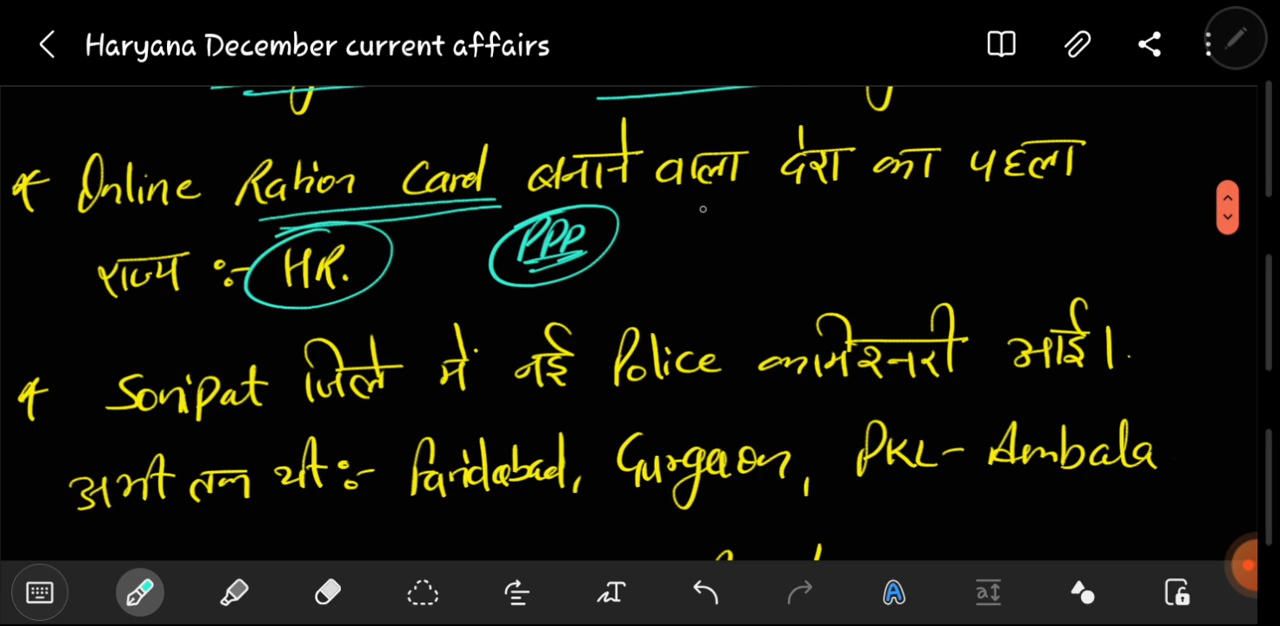 Haryana December current affairs
* Online Ration Card बनाने वाला देश का पहला
राज्य :- HR. PPP
* Sonipat जिले में नई Police कमिश्नरी आई।
अभी तक थी :- Faridabad, Gurgaon, PKL - Ambala